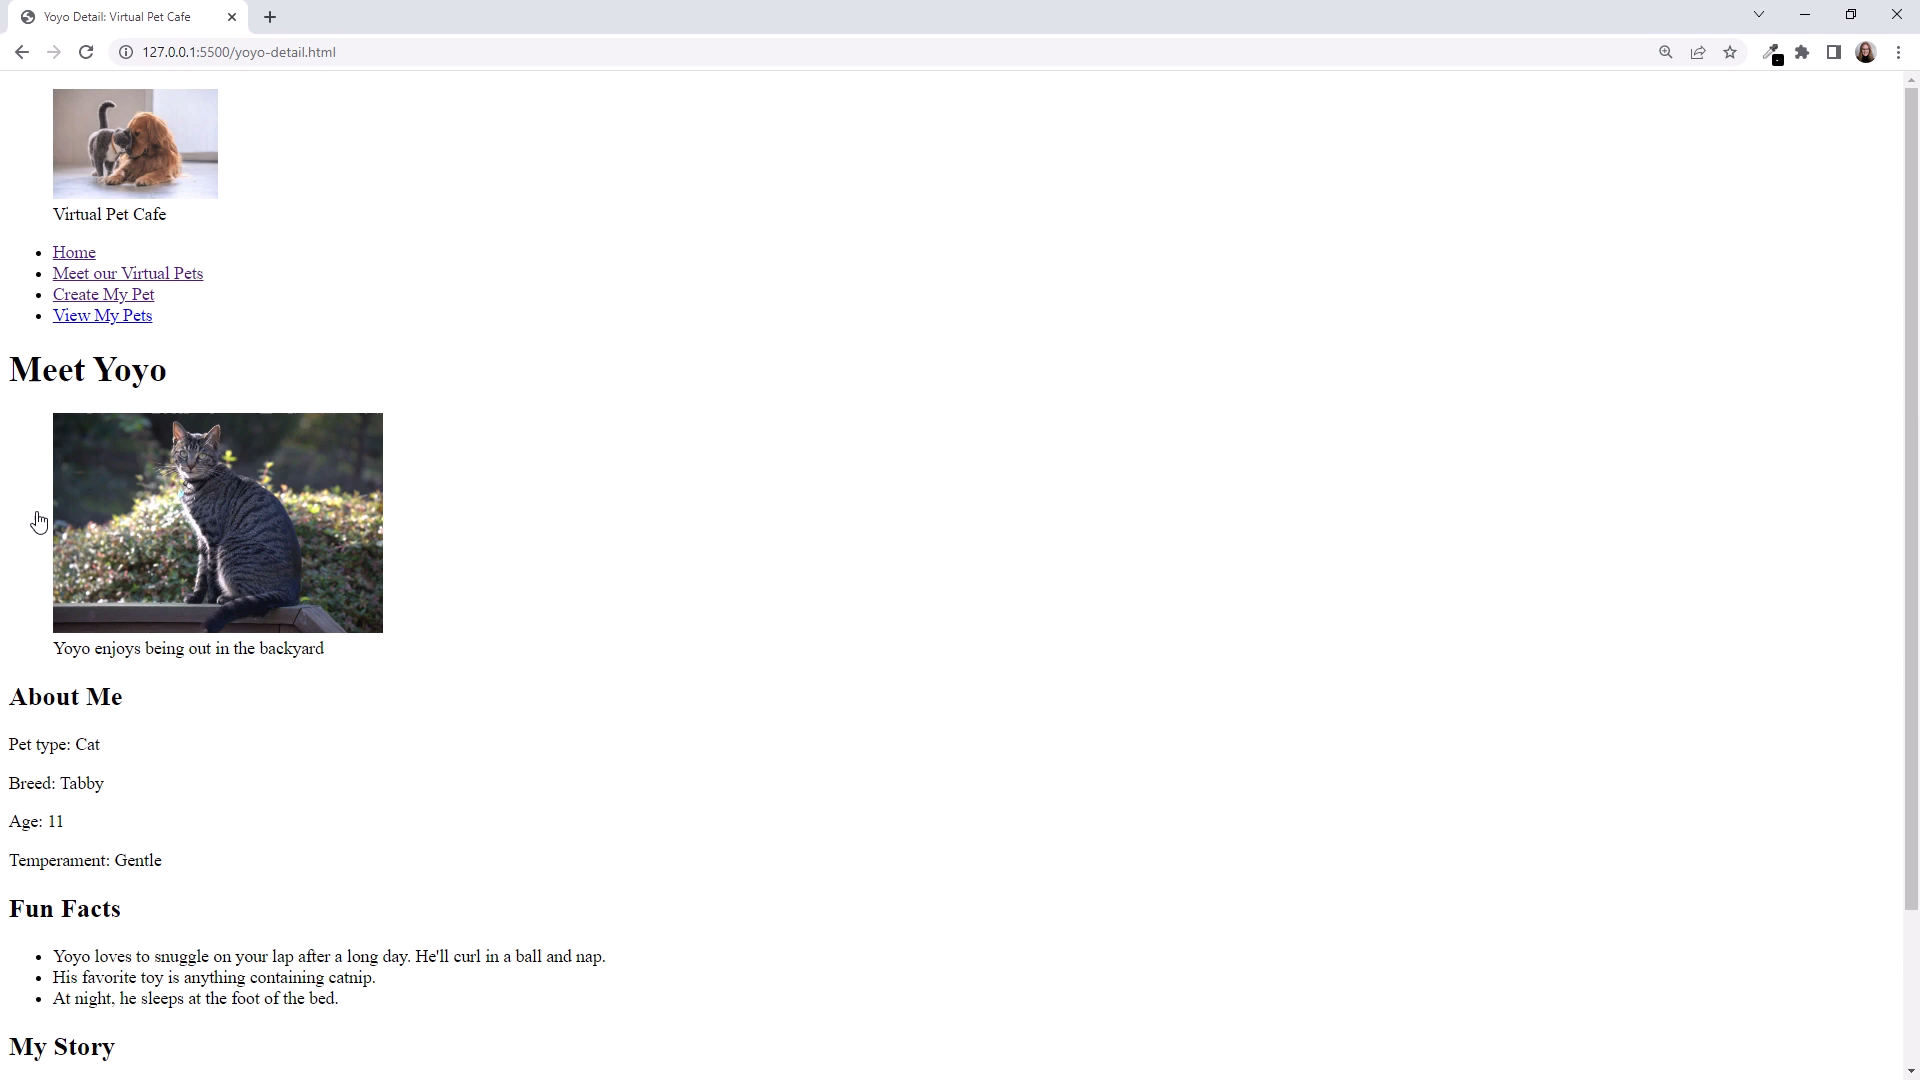 Yoyo Detail: Virtual Pet Cafe
127.0.0.1:5500/yoyo-detail.html
Virtual Pet Cafe
Home
Meet our Virtual Pets
Create My Pet
View My Pets
Meet Yoyo
Yoyo enjoys being out in the backyard
About Me
Pet type: Cat
Breed: Tabby
Age: 11
Temperament: Gentle
Fun Facts
Yoyo loves to snuggle on your lap after a long day. He'll curl in a ball and nap.
His favorite toy is anything containing catnip.
At night, he sleeps at the foot of the bed.
My Story